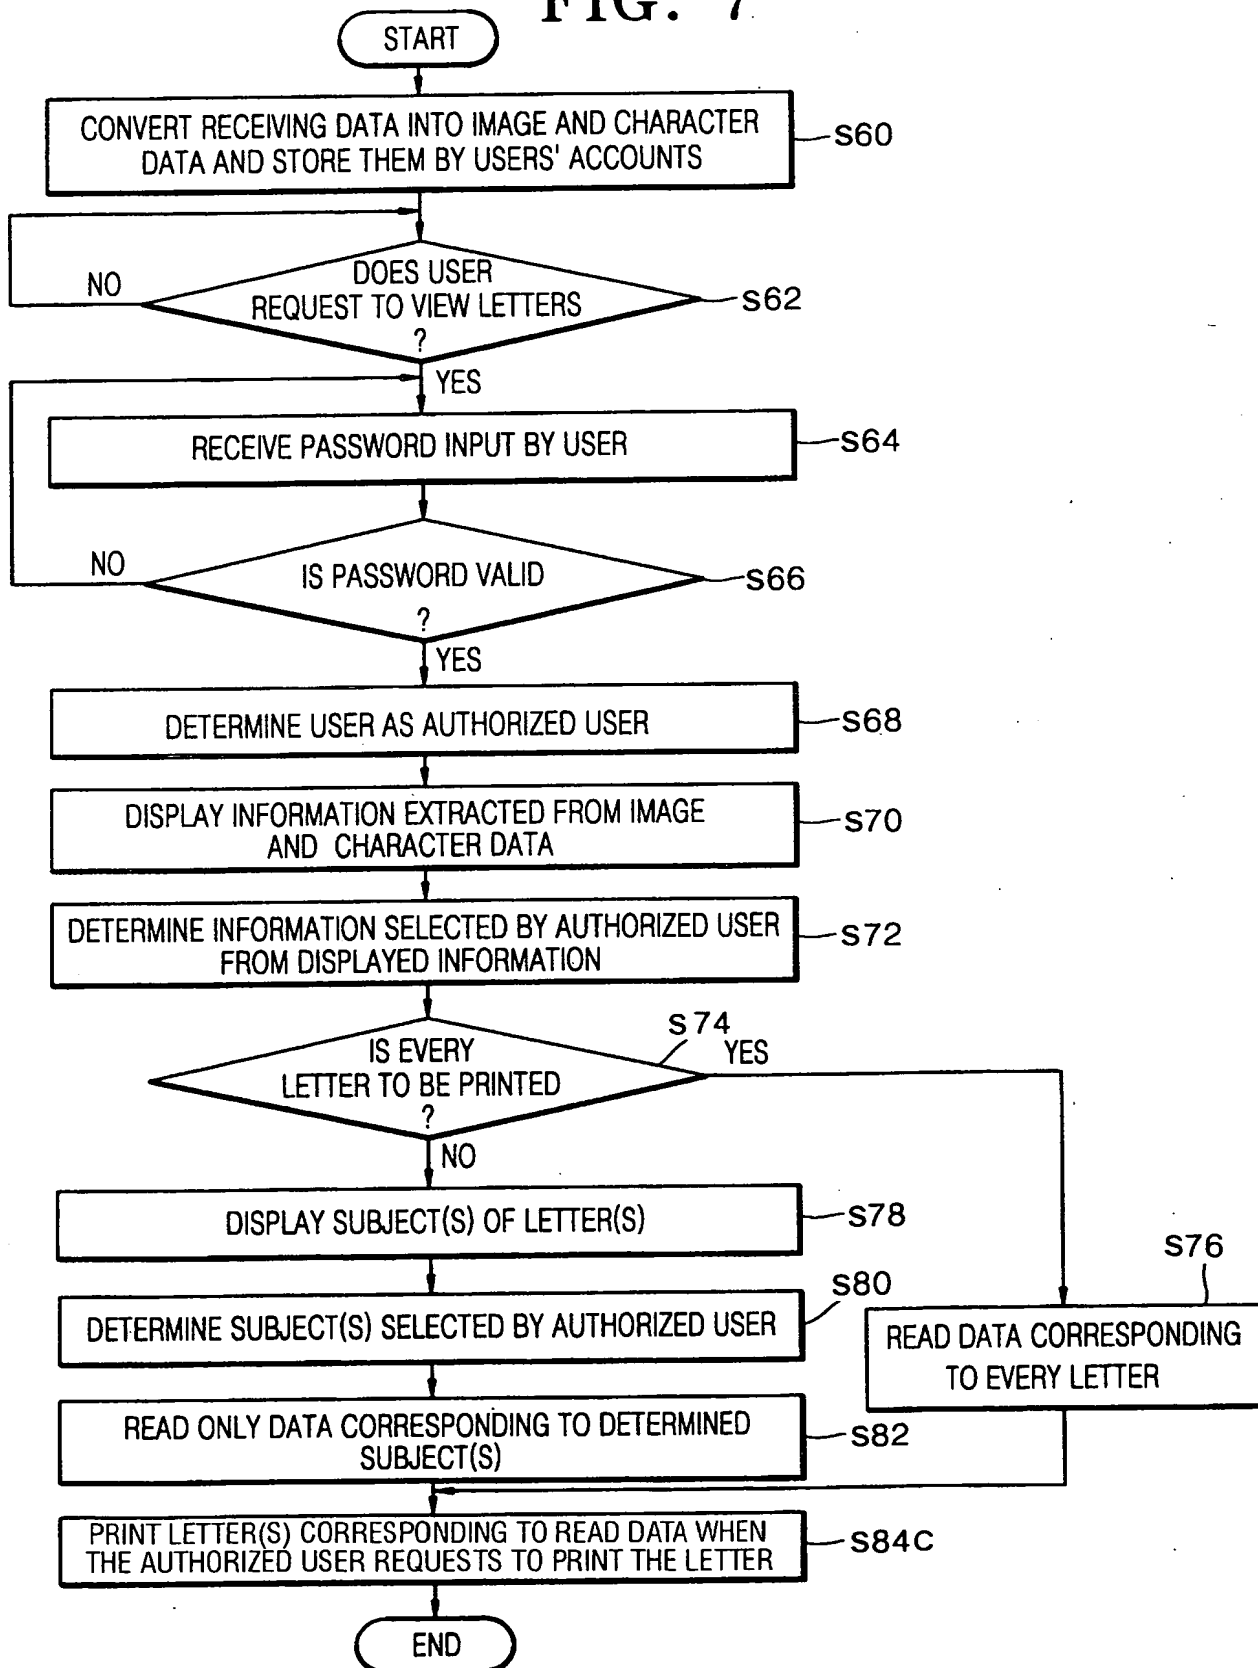 FIG. 7
START
CONVERT RECEIVING DATA INTO IMAGE AND CHARACTER
DATA AND STORE THEM BY USERS' ACCOUNTS
S60
NO
DOES USER
REQUEST TO VIEW LETTERS
?
S62
YES
RECEIVE PASSWORD INPUT BY USER
S64
NO
IS PASSWORD VALID
?
S66
YES
DETERMINE USER AS AUTHORIZED USER
S68
DISPLAY INFORMATION EXTRACTED FROM IMAGE
AND CHARACTER DATA
S70
DETERMINE INFORMATION SELECTED BY AUTHORIZED USER
FROM DISPLAYED INFORMATION
S72
IS EVERY
LETTER TO BE PRINTED
?
S74
YES
NO
DISPLAY SUBJECT(S) OF LETTER(S)
S78
S76
READ DATA CORRESPONDING
TO EVERY LETTER
S80
DETERMINE SUBJECT(S) SELECTED BY AUTHORIZED USER
READ ONLY DATA CORRESPONDING TO DETERMINED
SUBJECT(S)
S82
PRINT LETTER(S) CORRESPONDING TO READ DATA WHEN
THE AUTHORIZED USER REQUESTS TO PRINT THE LETTER
S84C
END